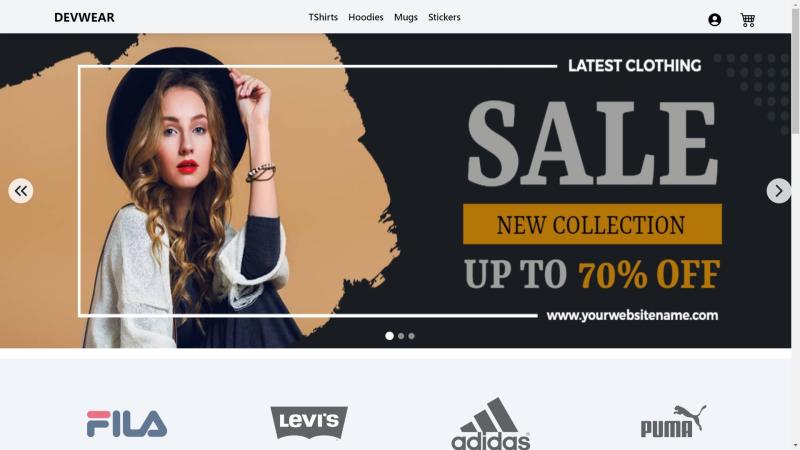 DEVWEAR
TShirts Hoodies Mugs Stickers
LATEST CLOTHING
SALE
NEW COLLECTION
UP TO 70% OFF
www.yourwebsitename.com
FILA
LEVI'S
adidas
PUMA